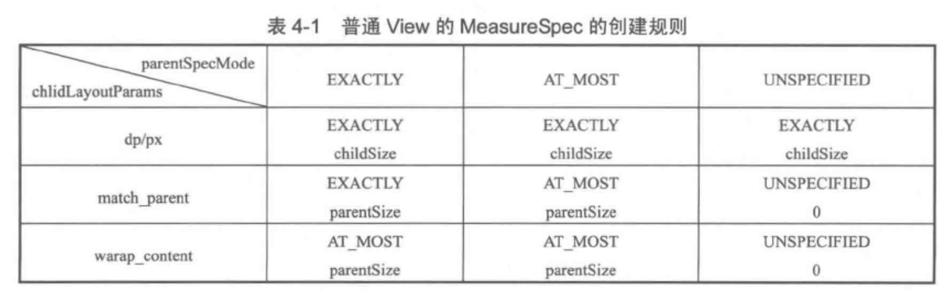 表 4-1 普通 View 的 MeasureSpec 的创建规则
parentSpecMode
chlidLayoutParams
EXACTLY
AT_MOST
UNSPECIFIED
dp/px
EXACTLY
childSize
EXACTLY
childSize
EXACTLY
childSize
match_parent
EXACTLY
parentSize
AT_MOST
parentSize
UNSPECIFIED
0
warap_content
AT_MOST
parentSize
AT_MOST
parentSize
UNSPECIFIED
0